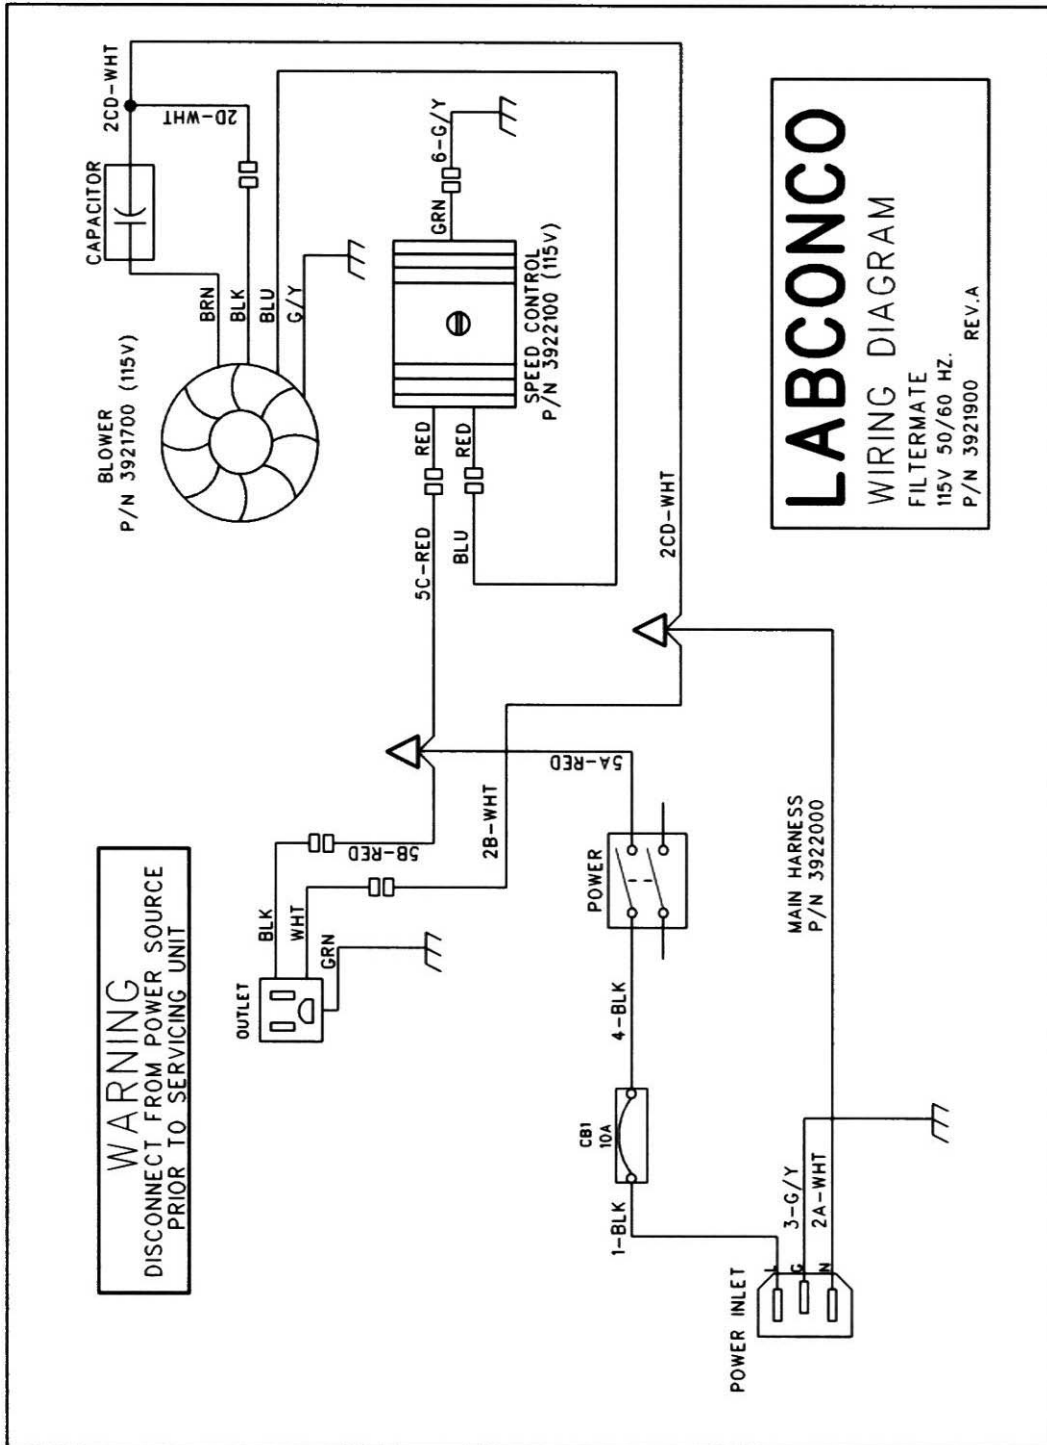 WARNING
DISCONNECT FROM POWER SOURCE
PRIOR TO SERVICING UNIT
BLOWER
P/N 3921700 (115V)
CAPACITOR
2CD-WHT
2D-WHT
BRN
BLK
BLU
G/Y
OUTLET
BLK
WHT
GRN
5B-RED
2B-WHT
5C-RED
RED
BLU
RED
GRN
6-G/Y
SPEED CONTROL
P/N 3922100 (115V)
5A-RED
2CD-WHT
POWER
4-BLK
CB1
10A
1-BLK
POWER INLET
L
G
N
3-G/Y
2A-WHT
MAIN HARNESS
P/N 3922000
LABCONCO
WIRING DIAGRAM
FILTERMATE
115V 50/60 HZ.
P/N 3921900 REV.A